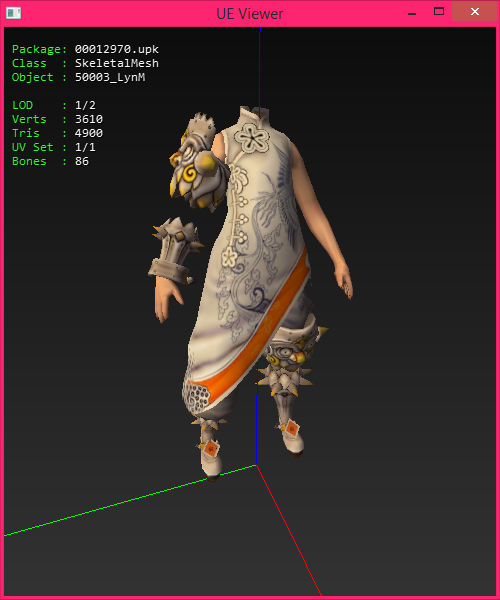 UE Viewer
Package: 00012970.upk
Class : SkeletalMesh
Object : 50003_LynM
LOD : 1/2
Verts : 3610
Tris : 4900
UV Set : 1/1
Bones : 86